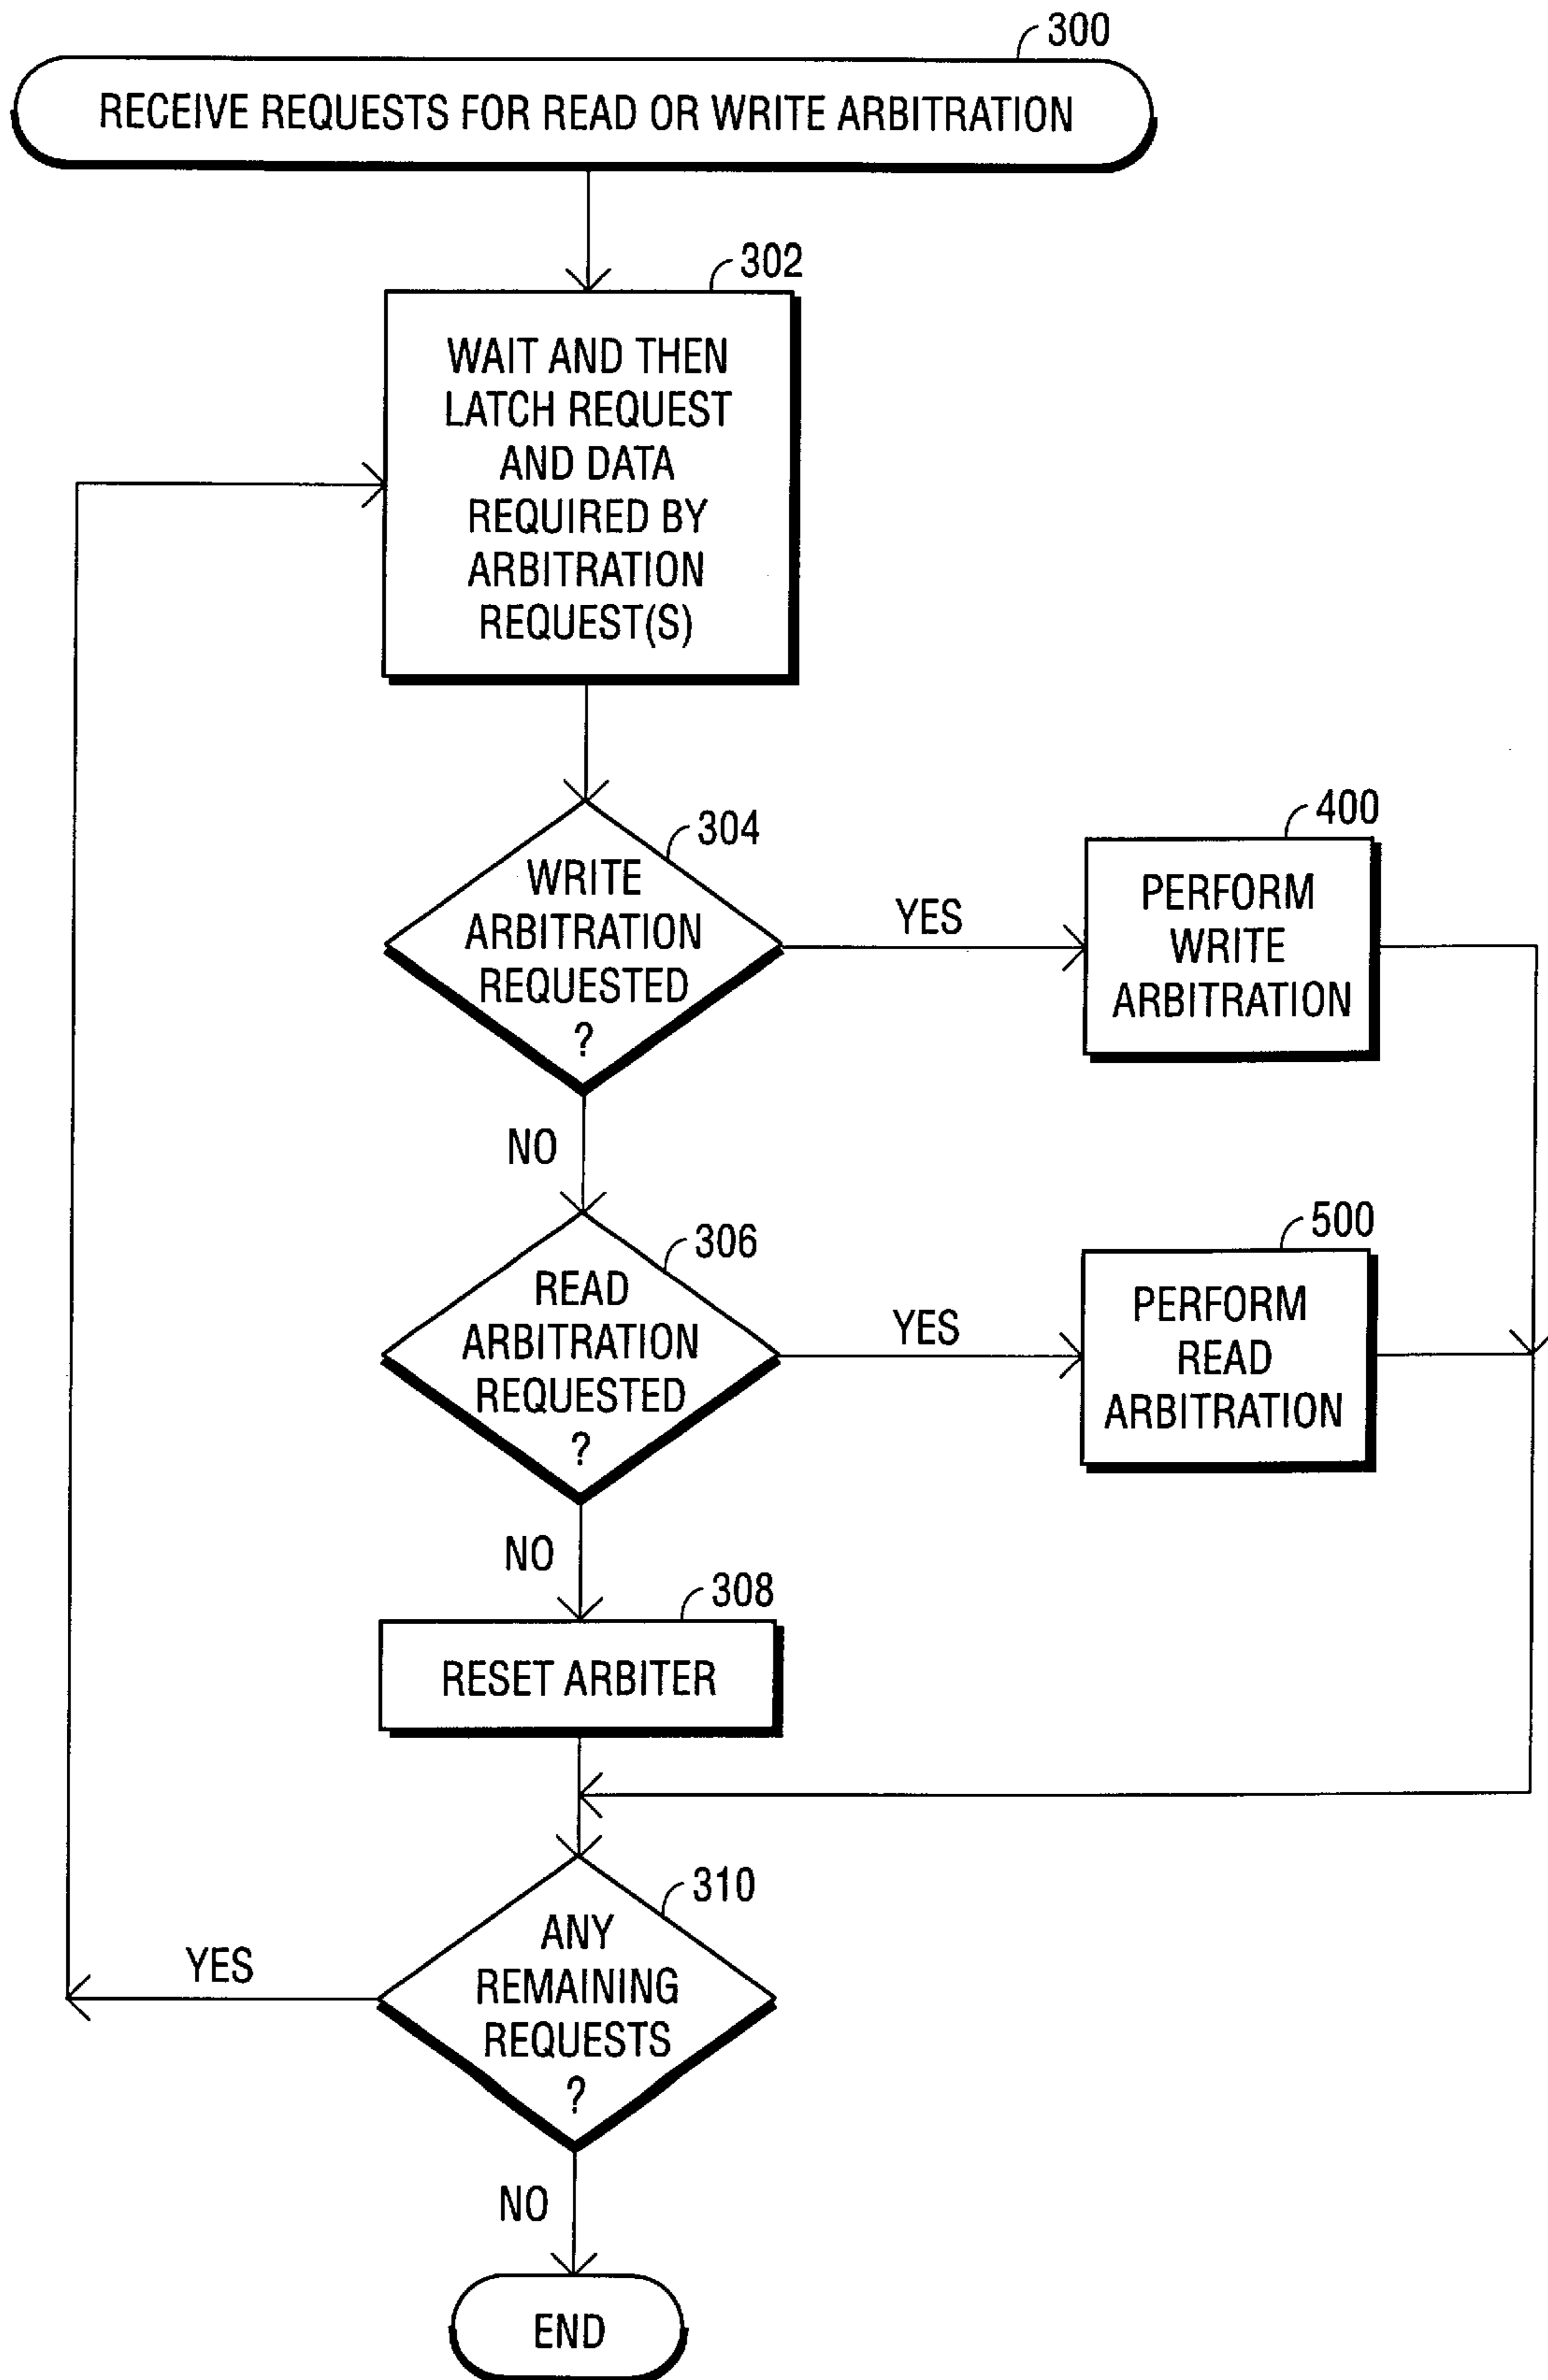 300
RECEIVE REQUESTS FOR READ OR WRITE ARBITRATION
302
WAIT AND THEN
LATCH REQUEST
AND DATA
REQUIRED BY
ARBITRATION
REQUEST(S)
304
WRITE
ARBITRATION
REQUESTED
?
YES
400
PERFORM
WRITE
ARBITRATION
NO
306
READ
ARBITRATION
REQUESTED
?
YES
500
PERFORM
READ
ARBITRATION
NO
308
RESET ARBITER
310
ANY
REMAINING
REQUESTS
?
YES
NO
END